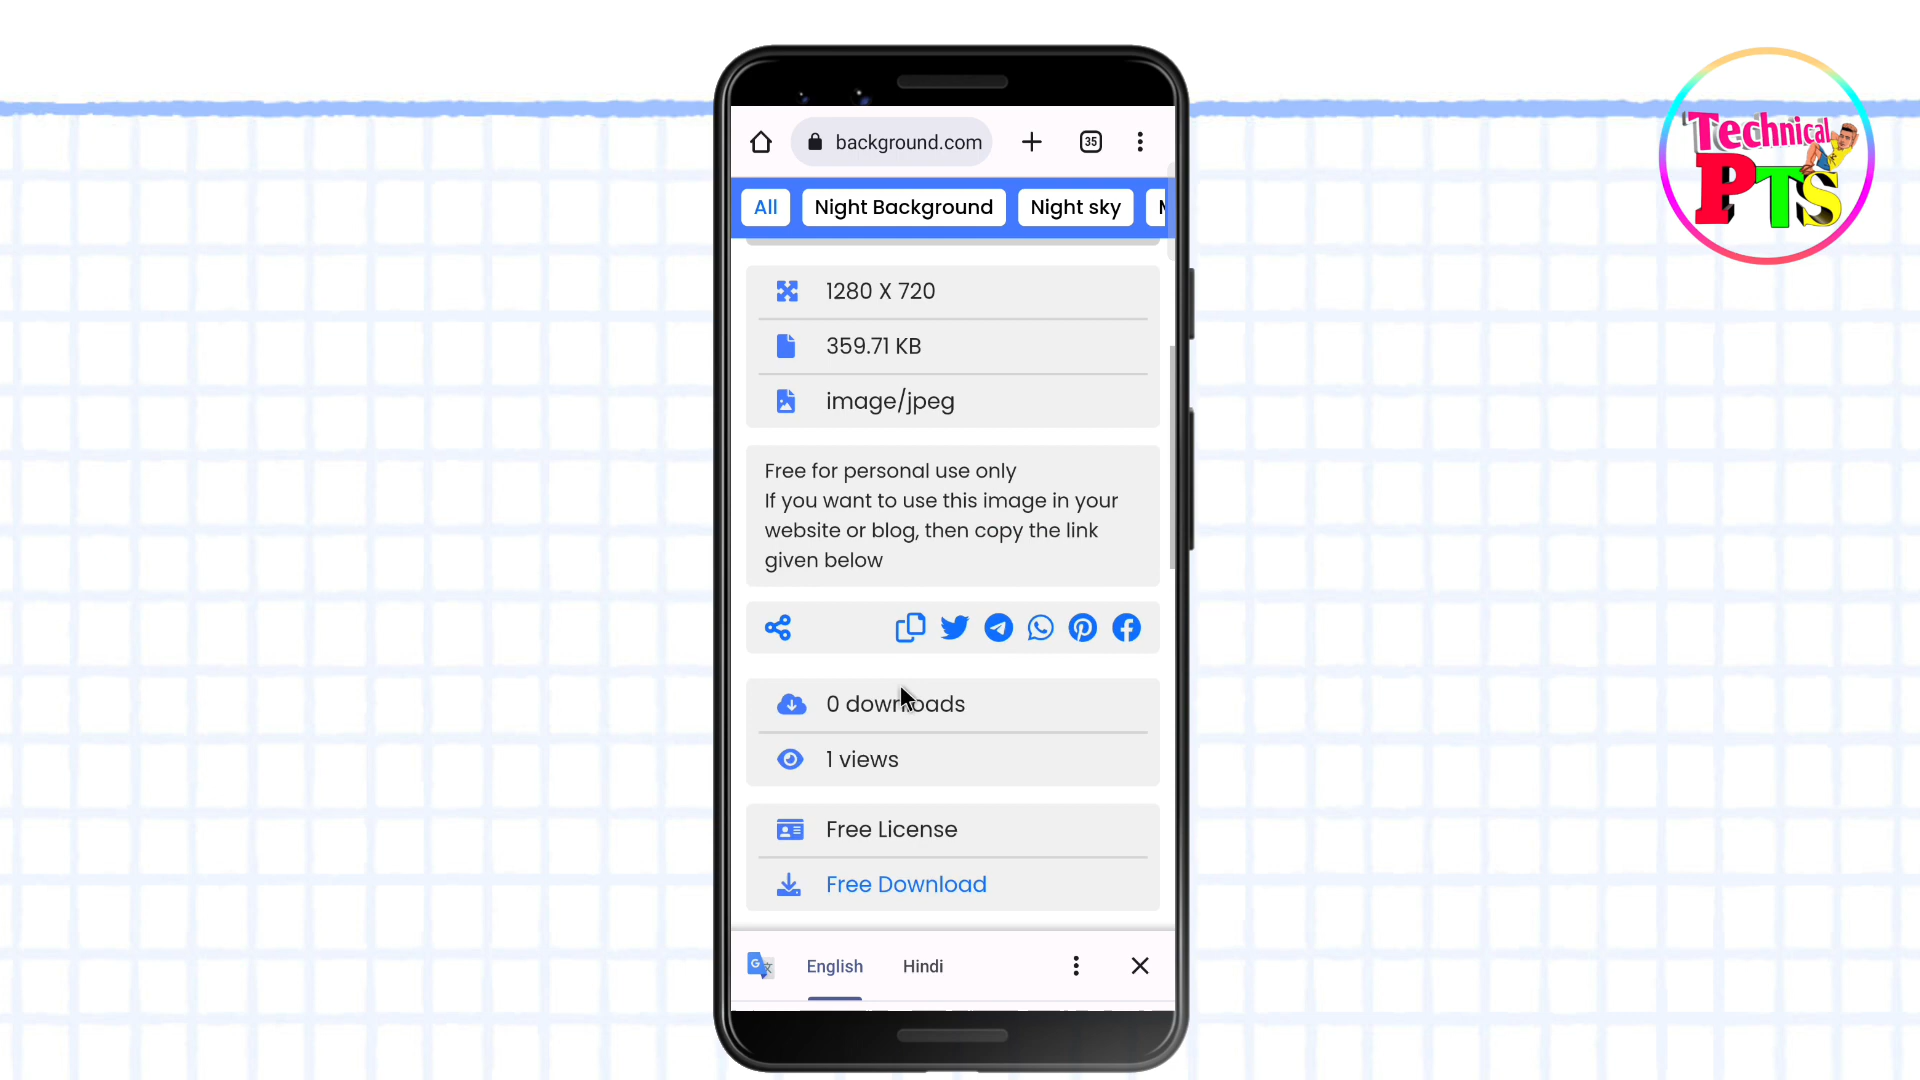 Technical
PTS
background.com
35
All
Night Background
Night sky
1280 X 720
359.71 KB
image/jpeg
Free for personal use only
If you want to use this image in your
website or blog, then copy the link
given below
0 downloads
1 views
Free License
Free Download
English
Hindi